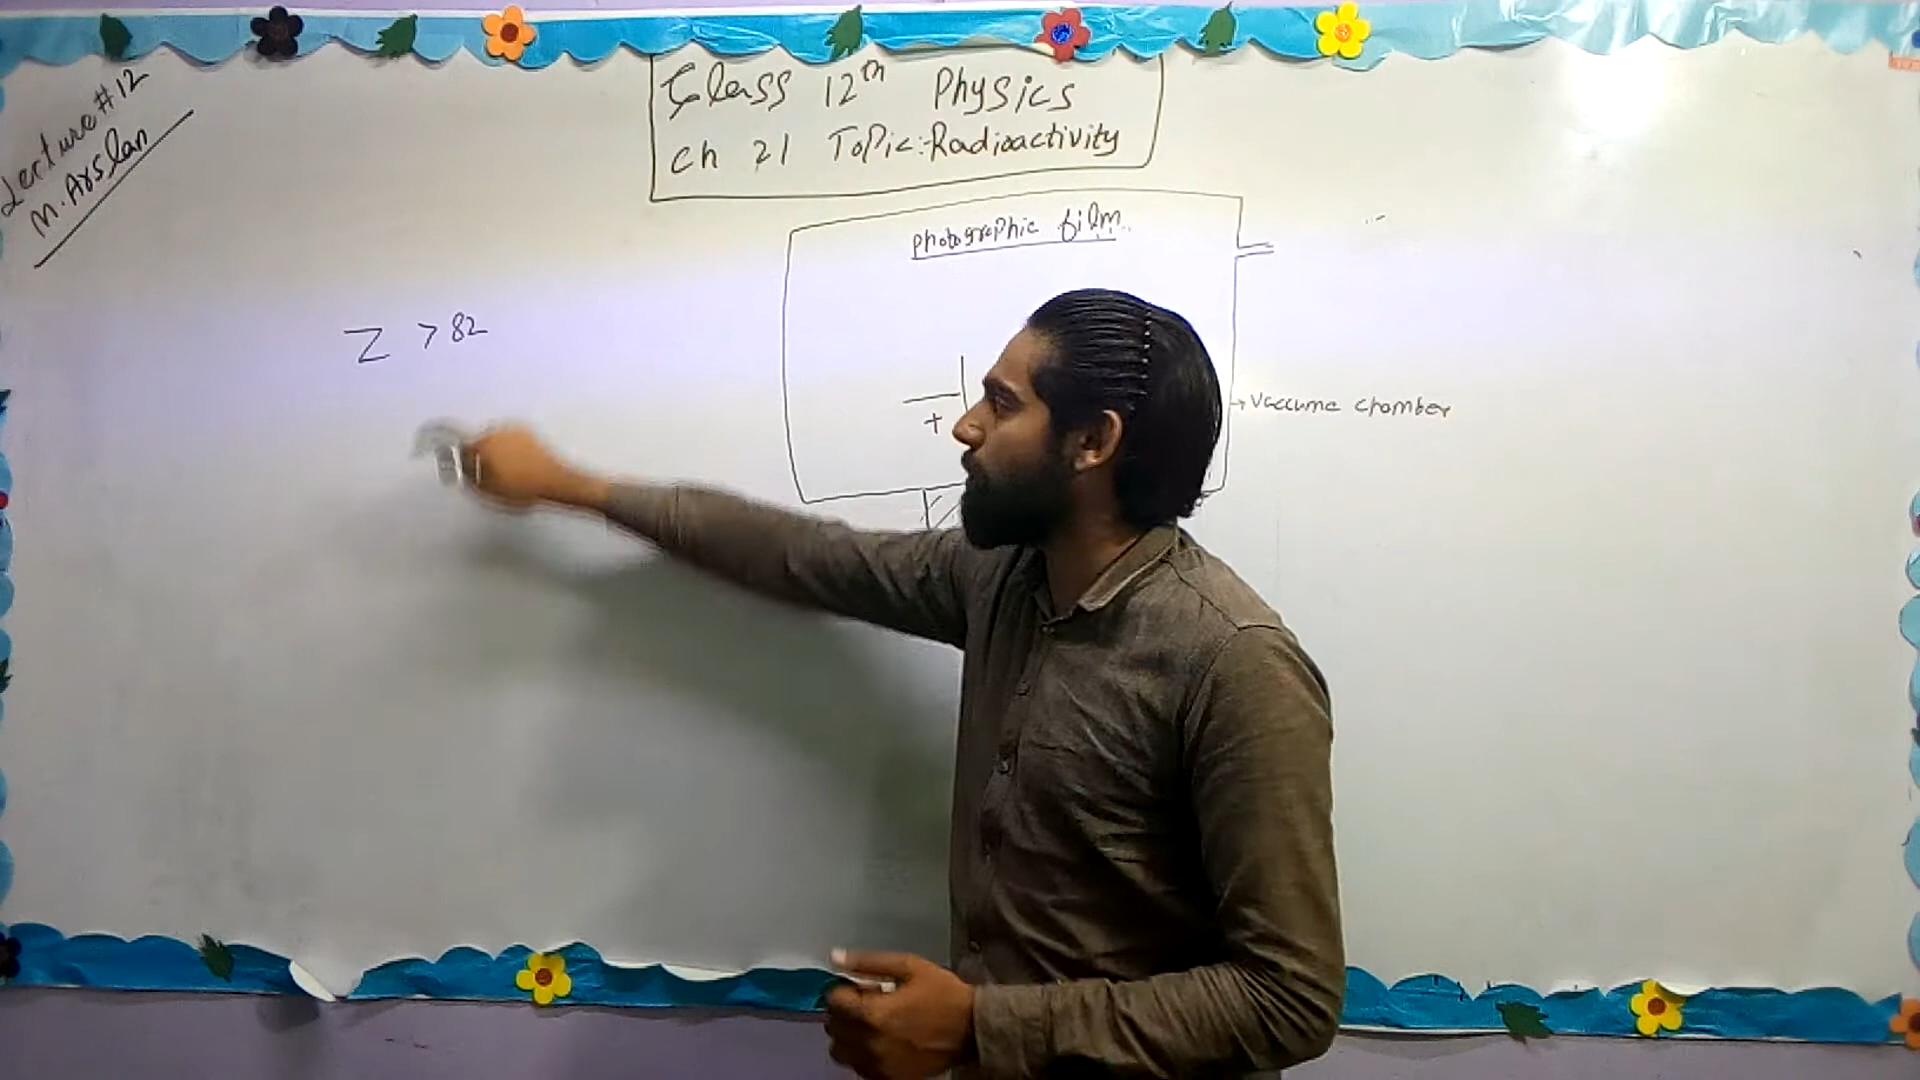 Lecture #12
M. Arslan
Class 12th Physics
Ch 21 Topic:-Radioactivity
photographic film
Z > 82
+
→ Vaccume chamber